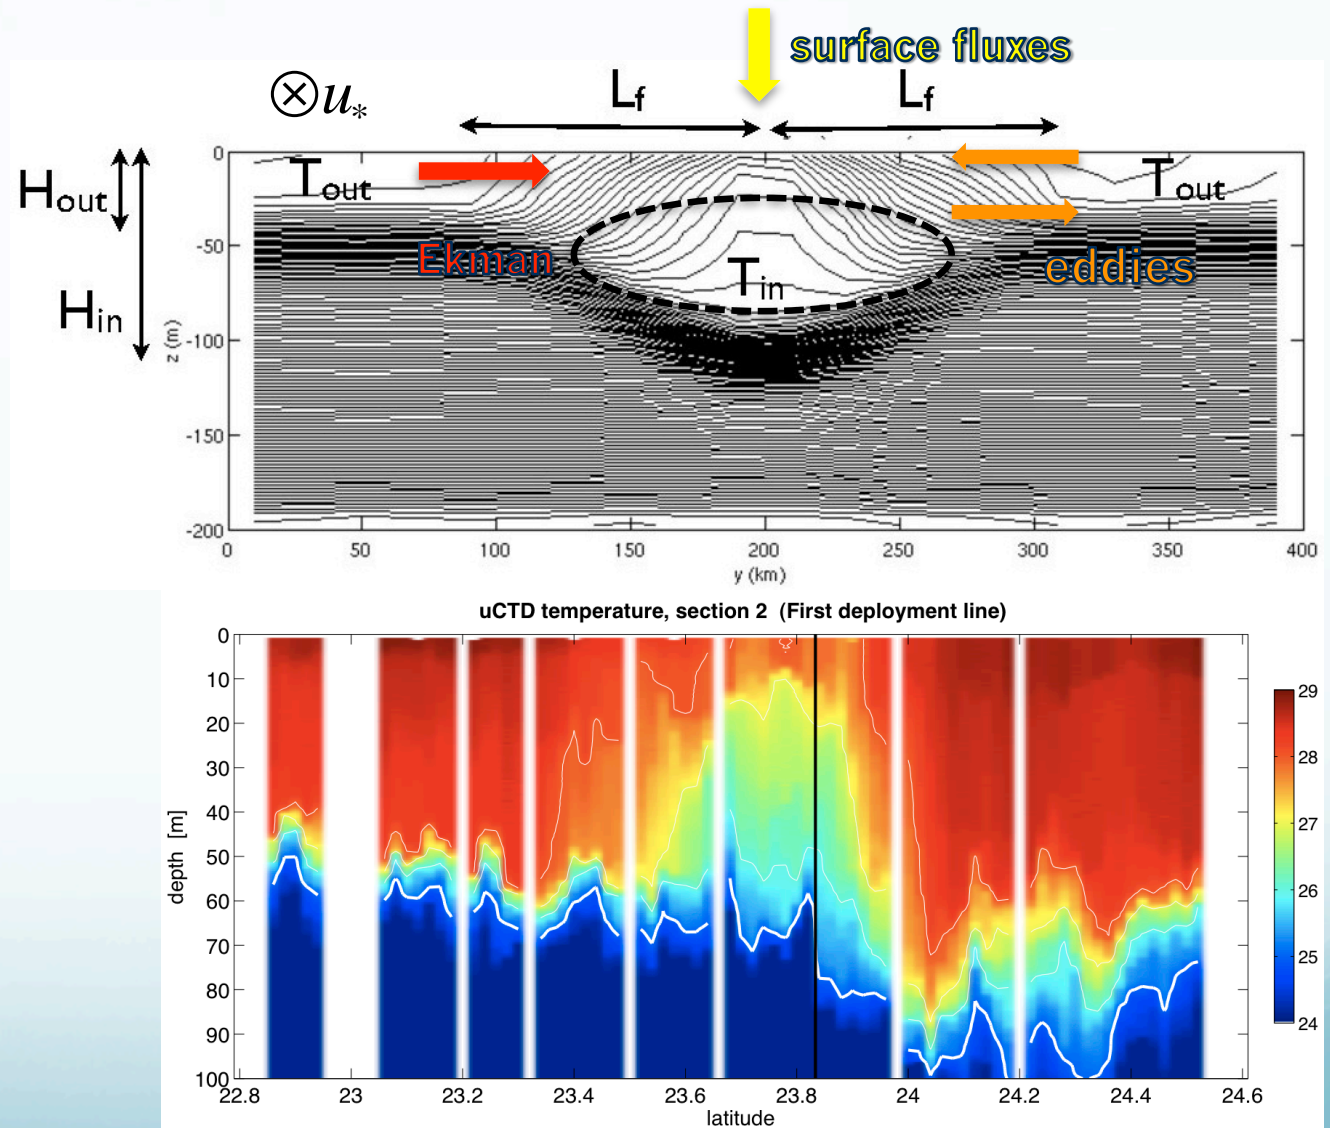 surface fluxes
⊗u*
Lf
Lf
Hout
Hin
Tout
Tout
Ekman
Tin
eddies
z (m)
0
-50
-100
-150
-200
0 50 100 150 200 250 300 350 400
y (km)
uCTD temperature, section 2 (First deployment line)
depth [m]
0
10
20
30
40
50
60
70
80
90
100
22.8 23 23.2 23.4 23.6 23.8 24 24.2 24.4 24.6
latitude
29
28
27
26
25
24